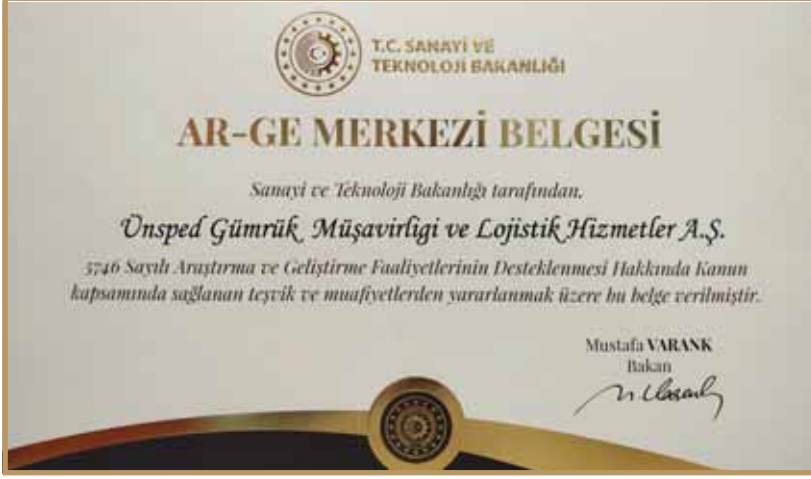 T.C. SANAYİ VE
TEKNOLOJİ BAKANLIĞI
AR-GE MERKEZİ BELGESİ
Sanayi ve Teknoloji Bakanlığı tarafından,
Ünsped Gümrük Müşavirligi ve Lojistik Hizmetler A.Ş.
5746 Sayılı Araştırma ve Geliştirme Faaliyetlerinin Desteklenmesi Hakkında Kanun
kapsamında sağlanan teşvik ve muafiyetlerden yararlanmak üzere bu belge verilmiştir.
Mustafa VARANK
Bakan